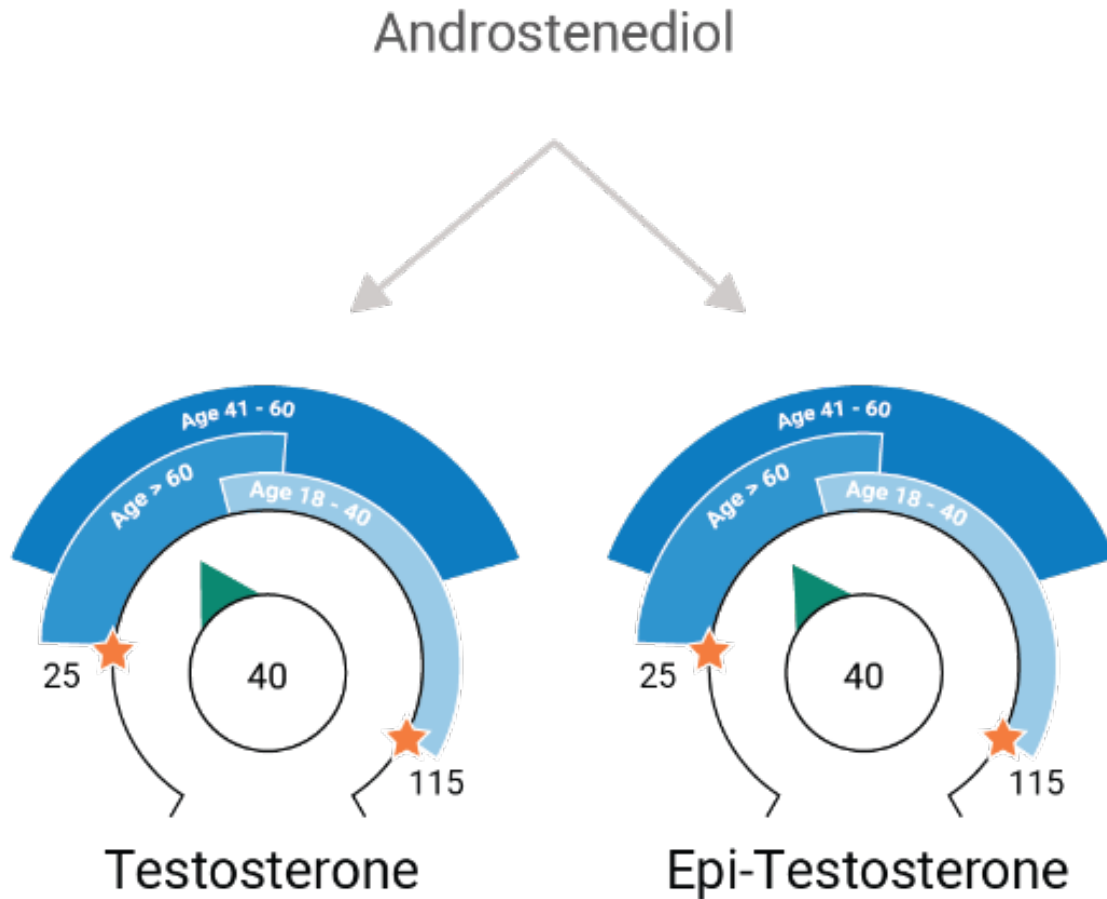 Androstenediol
Age 41 - 60
Age > 60
Age 18 - 40
25
40
115
Testosterone
Age 41 - 60
Age > 60
Age 18 - 40
25
40
115
Epi-Testosterone